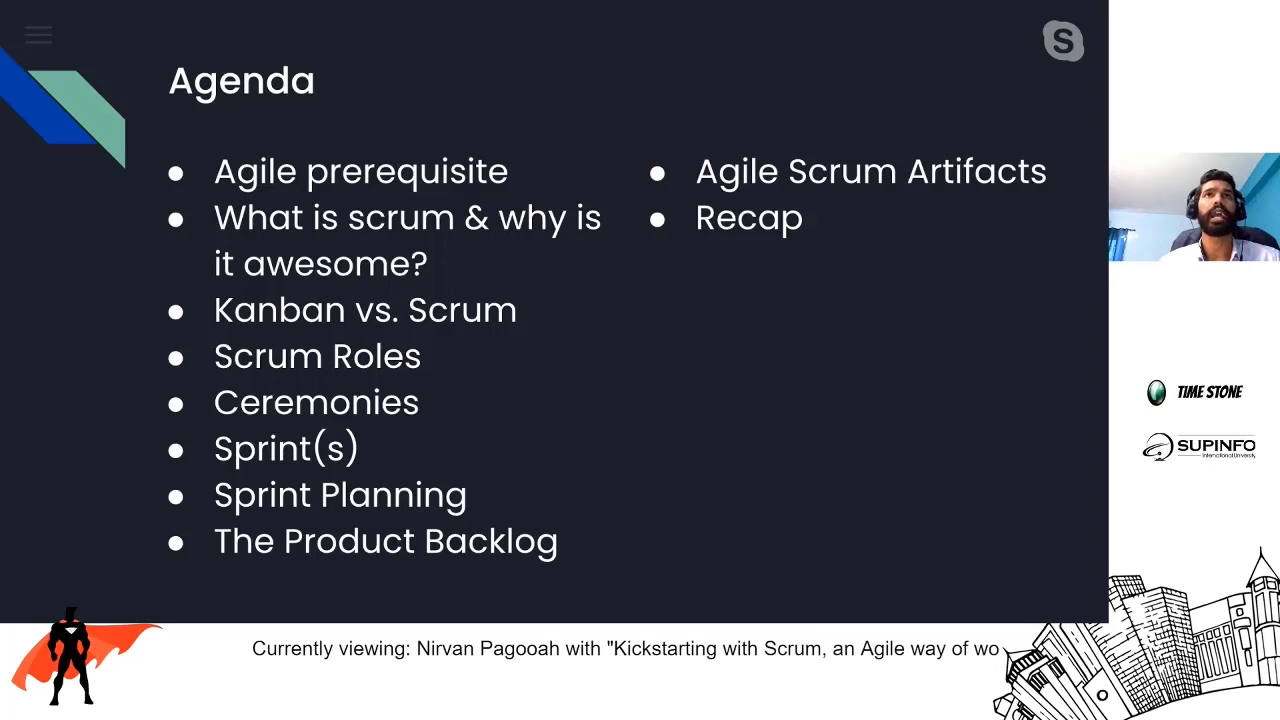 Agenda
Agile prerequisite
What is scrum & why is
it awesome?
Kanban vs. Scrum
Scrum Roles
Ceremonies
Sprint(s)
Sprint Planning
The Product Backlog
Agile Scrum Artifacts
Recap
S
TIME STONE
SUPINFO
International University
Currently viewing: Nirvan Pagooah with "Kickstarting with Scrum, an Agile way of wo